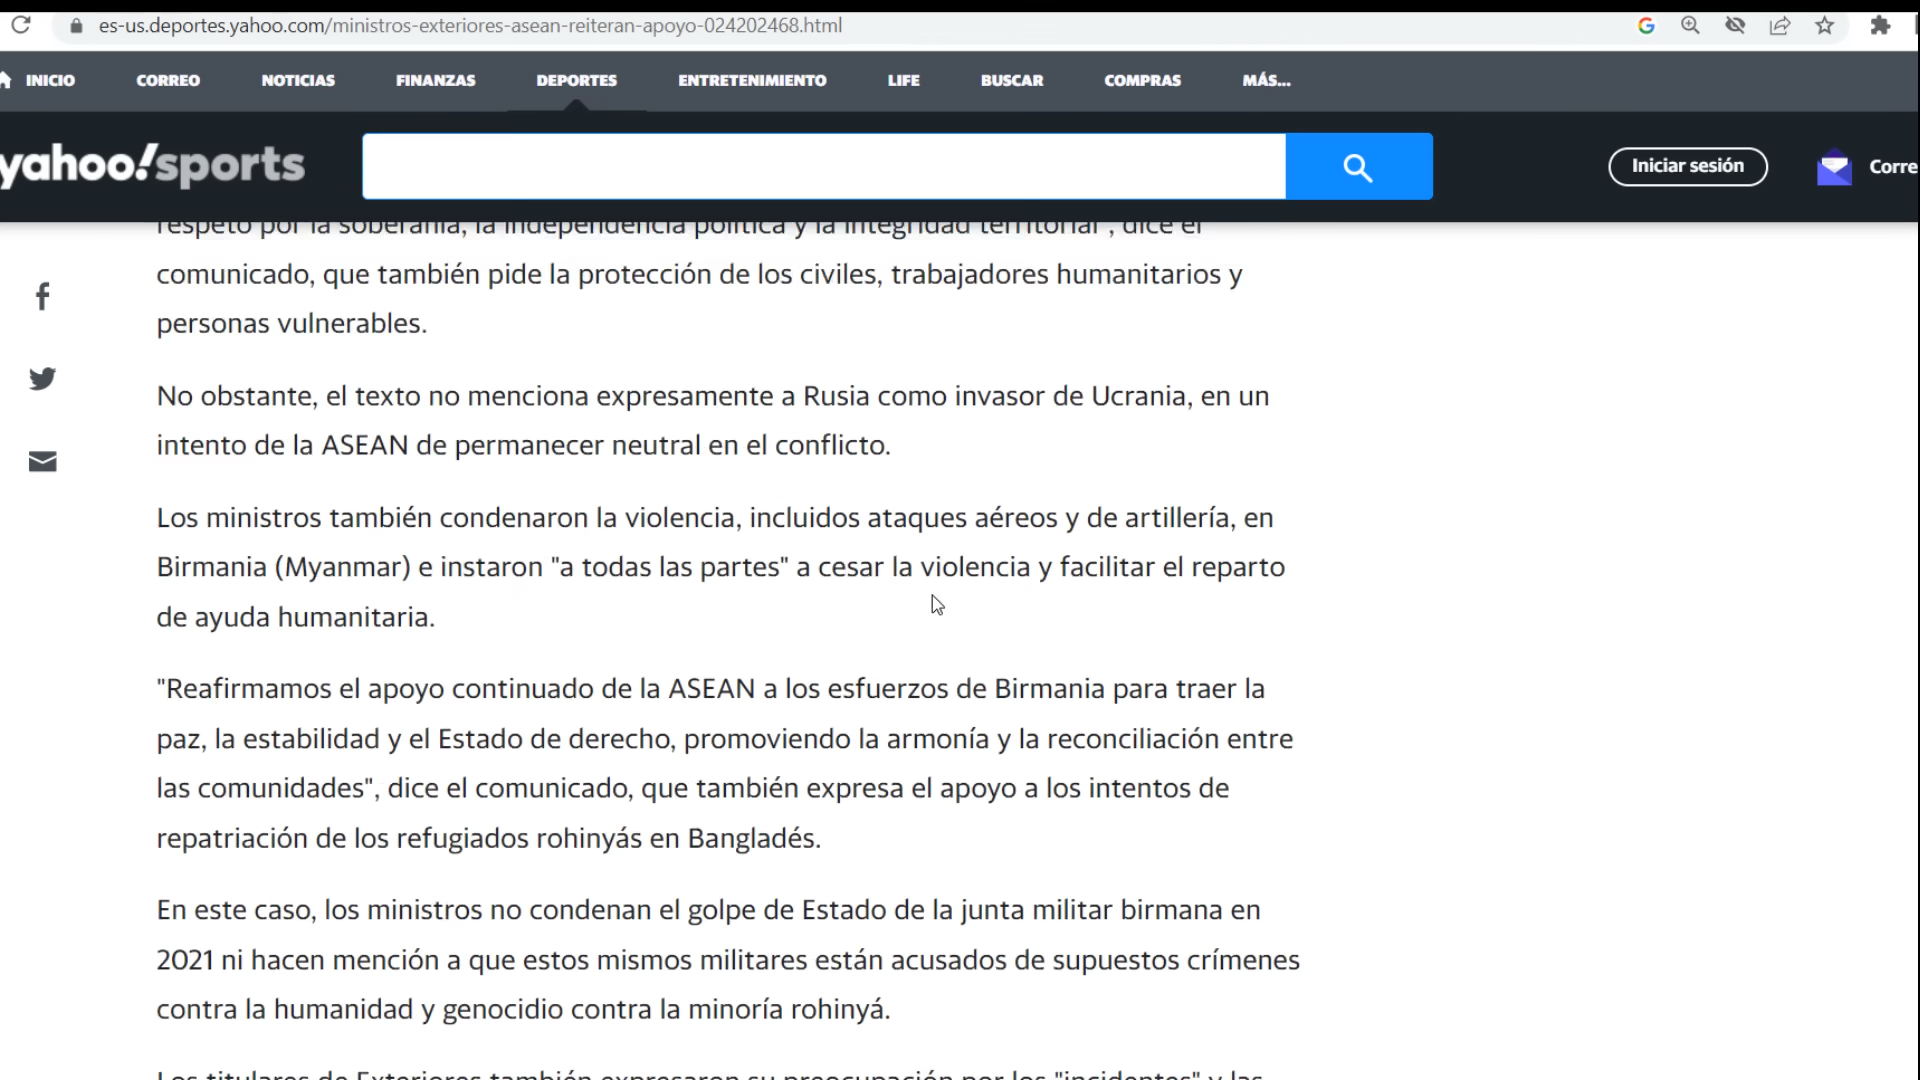 es-us.deportes.yahoo.com/ministros-exteriores-asean-reiteran-apoyo-024202468.html
INICIO CORREO NOTICIAS FINANZAS DEPORTES ENTRETENIMIENTO LIFE BUSCAR COMPRAS MÁS...
yahoo!sports Iniciar sesión Corre
respeto por la soberanía, la independencia política y la integridad territorial", dice el
comunicado, que también pide la protección de los civiles, trabajadores humanitarios y
personas vulnerables.
No obstante, el texto no menciona expresamente a Rusia como invasor de Ucrania, en un
intento de la ASEAN de permanecer neutral en el conflicto.
Los ministros también condenaron la violencia, incluidos ataques aéreos y de artillería, en
Birmania (Myanmar) e instaron "a todas las partes" a cesar la violencia y facilitar el reparto
de ayuda humanitaria.
"Reafirmamos el apoyo continuado de la ASEAN a los esfuerzos de Birmania para traer la
paz, la estabilidad y el Estado de derecho, promoviendo la armonía y la reconciliación entre
las comunidades", dice el comunicado, que también expresa el apoyo a los intentos de
repatriación de los refugiados rohinyás en Bangladés.
En este caso, los ministros no condenan el golpe de Estado de la junta militar birmana en
2021 ni hacen mención a que estos mismos militares están acusados de supuestos crímenes
contra la humanidad y genocidio contra la minoría rohinyá.
Los titulares de Exteriores también expresaron su preocupación por los "incidentes" y las